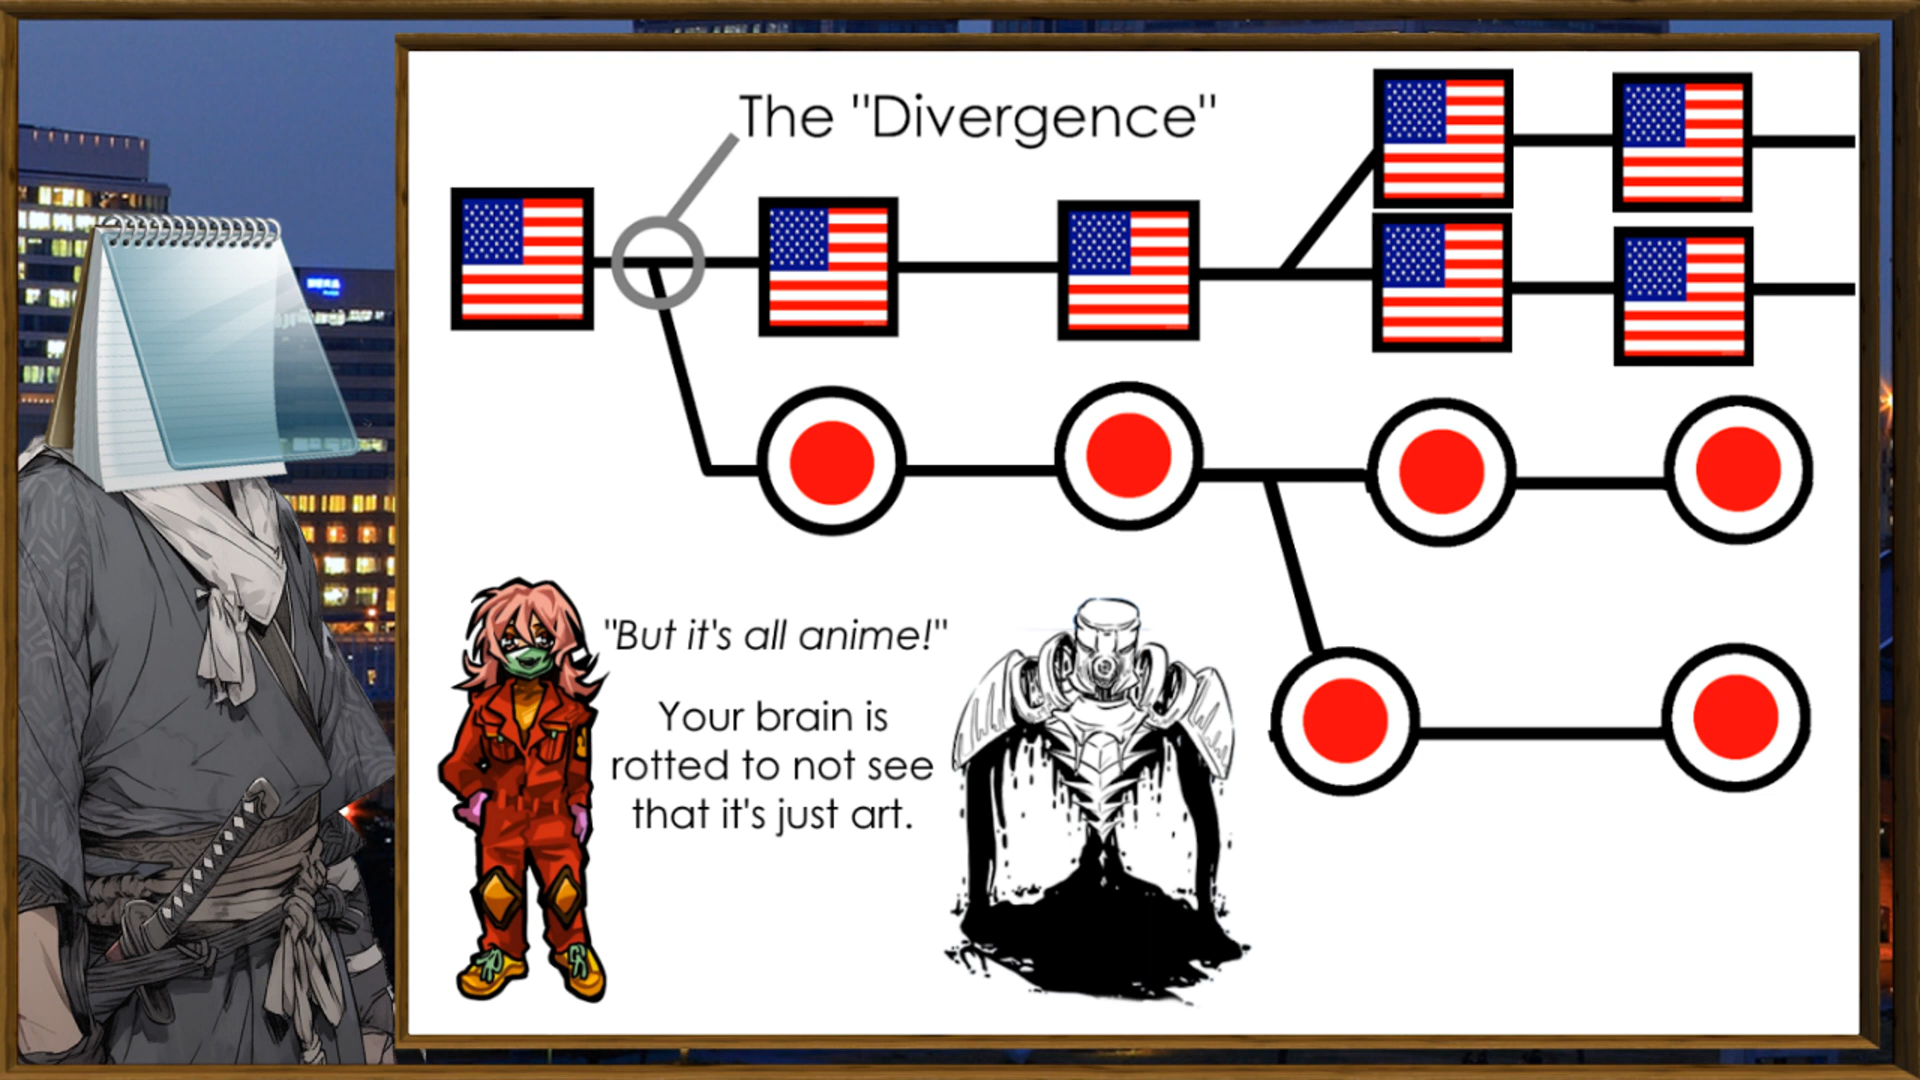 The "Divergence"
"But it's all anime!"
Your brain is
rotted to not see
that it's just art.